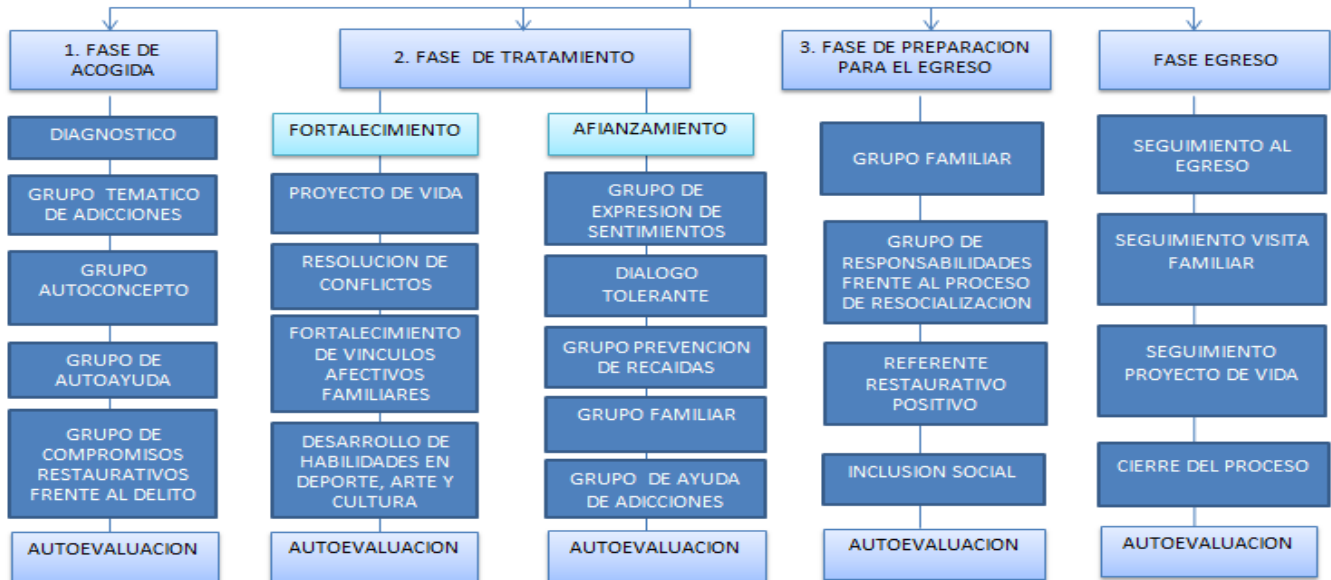 1. FASE DE
ACOGIDA
2. FASE DE TRATAMIENTO
3. FASE DE PREPARACION
PARA EL EGRESO
FASE EGRESO
DIAGNOSTICO
GRUPO TEMATICO
DE ADICCIONES
GRUPO
AUTOCONCEPTO
GRUPO DE
AUTOAYUDA
GRUPO DE
COMPROMISOS
RESTAURATIVOS
FRENTE AL DELITO
AUTOEVALUACION
FORTALECIMIENTO
PROYECTO DE VIDA
RESOLUCION DE
CONFLICTOS
FORTALECIMIENTO
DE VINCULOS
AFECTIVOS
FAMILIARES
DESARROLLO DE
HABILIDADES EN
DEPORTE, ARTE Y
CULTURA
AUTOEVALUACION
AFIANZAMIENTO
GRUPO DE
EXPRESION DE
SENTIMIENTOS
DIALOGO
TOLERANTE
GRUPO PREVENCION
DE RECAIDAS
GRUPO FAMILIAR
GRUPO DE AYUDA
DE ADICCIONES
AUTOEVALUACION
GRUPO FAMILIAR
GRUPO DE
RESPONSABILIDADES
FRENTE AL PROCESO
DE RESOCIALIZACION
REFERENTE
RESTAURATIVO
POSITIVO
INCLUSION SOCIAL
AUTOEVALUACION
SEGUIMIENTO AL
EGRESO
SEGUIMIENTO VISITA
FAMILIAR
SEGUIMIENTO
PROYECTO DE VIDA
CIERRE DEL PROCESO
AUTOEVALUACION